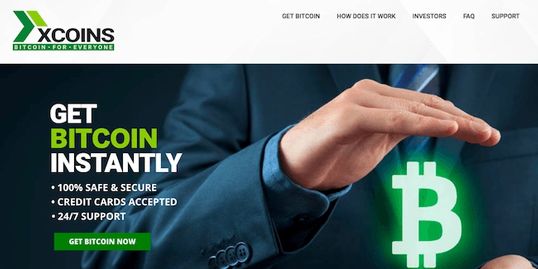 GET BITCOIN HOW DOES IT WORK INVESTORS FAQ SUPPORT
XCOINS
BITCOIN • FOR • EVERYONE
GET
BITCOIN
INSTANTLY
• 100% SAFE & SECURE
• CREDIT CARDS ACCEPTED
• 24/7 SUPPORT
GET BITCOIN NOW